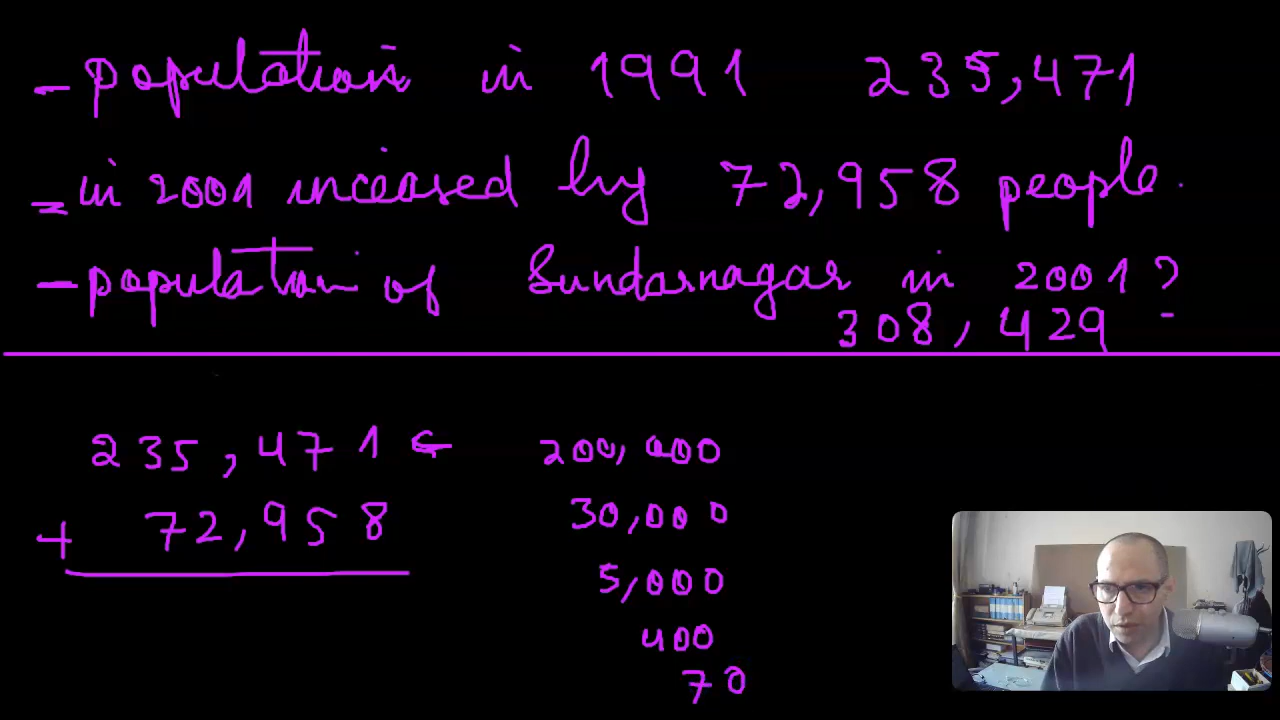 - population in 1991 235,471
= in 2001 inceased by 72,958 people.
- population of Sundarnagar in 2001?
308,429
235,471 ←
+ 72,958
200,000
30,000
5,000
400
70